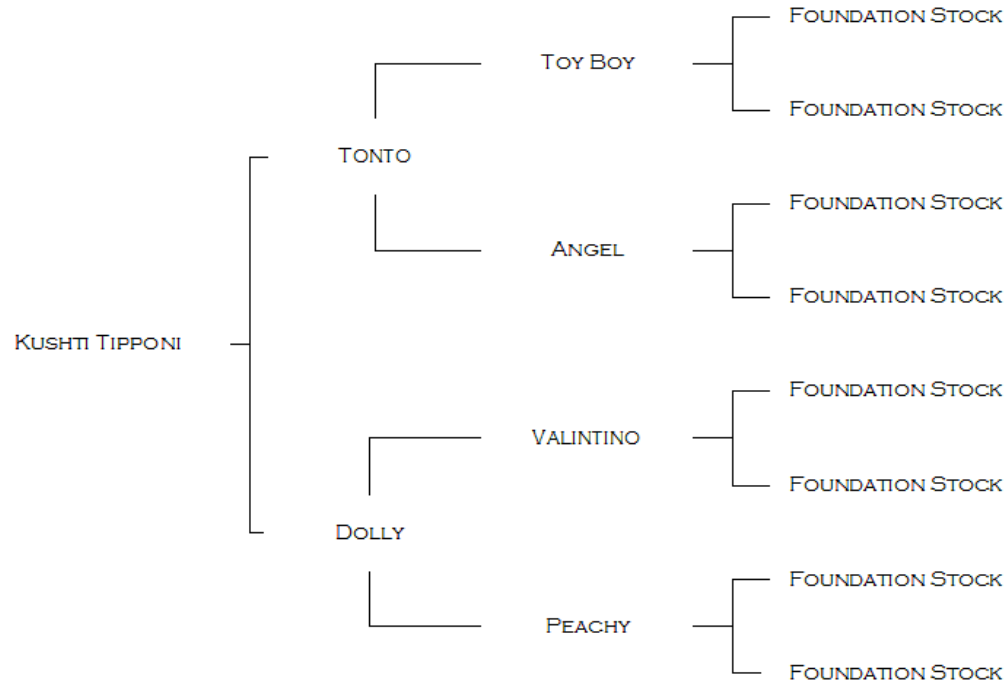 Foundation Stock
Toy Boy
Foundation Stock
Tonto
Foundation Stock
Angel
Foundation Stock
Kushti Tipponi
Foundation Stock
Valintino
Foundation Stock
Dolly
Foundation Stock
Peachy
Foundation Stock